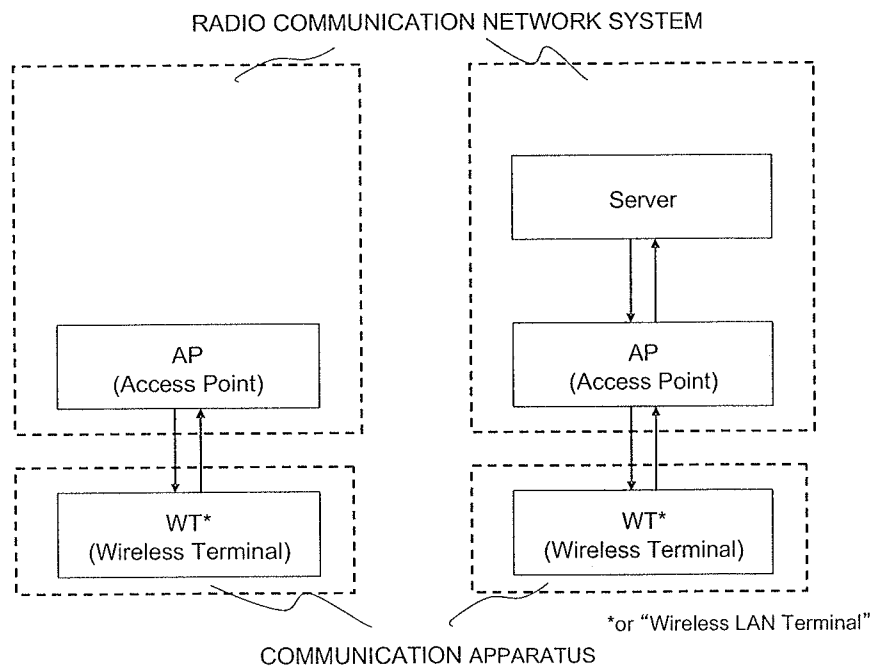 RADIO COMMUNICATION NETWORK SYSTEM
Server
AP
(Access Point)
AP
(Access Point)
WT*
(Wireless Terminal)
WT*
(Wireless Terminal)
*or “Wireless LAN Terminal”
COMMUNICATION APPARATUS